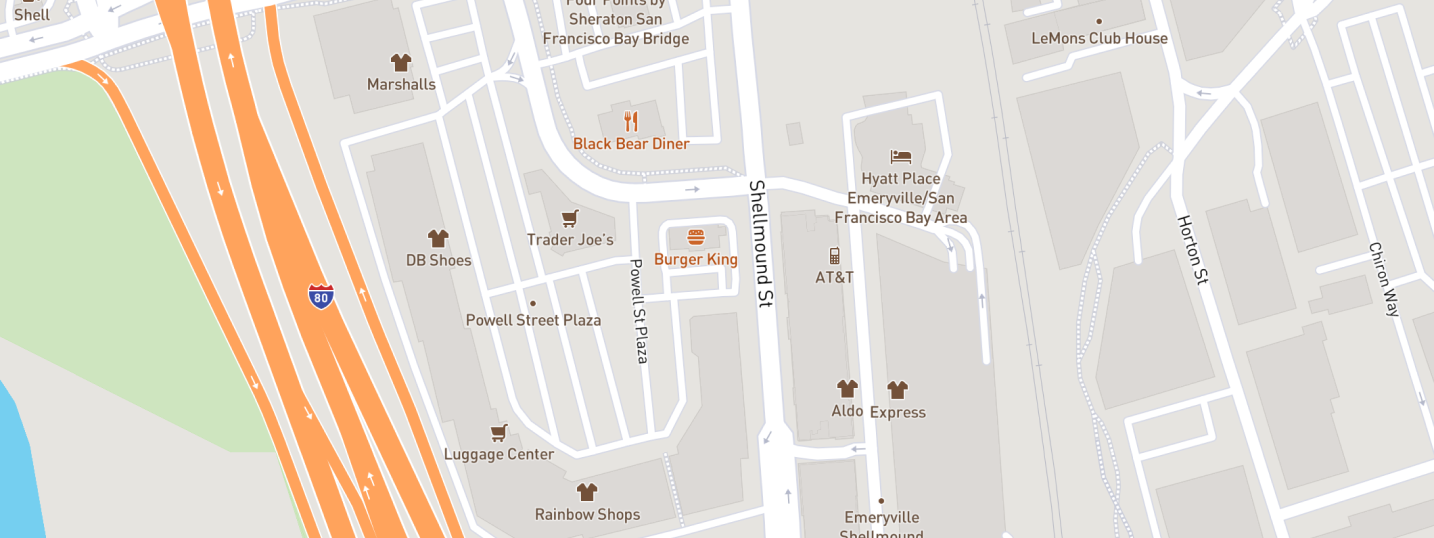 Shell
Four Points by
Sheraton San
Francisco Bay Bridge
LeMons Club House
Marshalls
Black Bear Diner
Hyatt Place
Emeryville/San
Francisco Bay Area
Shellmound St
Trader Joe's
DB Shoes
Burger King
Horton St
Chiron Way
AT&T
80
Powell St Plaza
Powell Street Plaza
Aldo
Express
Luggage Center
Rainbow Shops
Emeryville
Shellmound